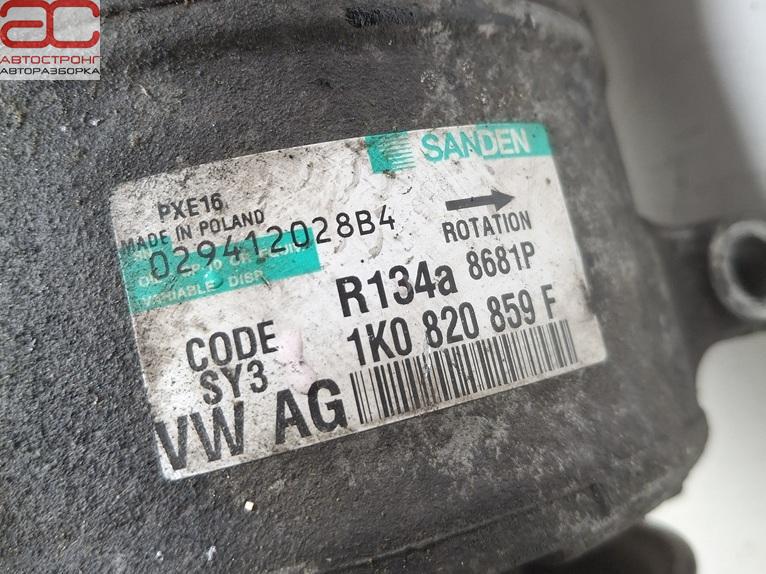 AC
АВТОСТРОНГ
АВТОРАЗБОРКА
SANDEN
PXE16
MADE IN POLAND
029412028B4
ROTATION
VARIABLE DISP
R134a 8681P
CODE
SY3
1K0 820 859 F
VW AG